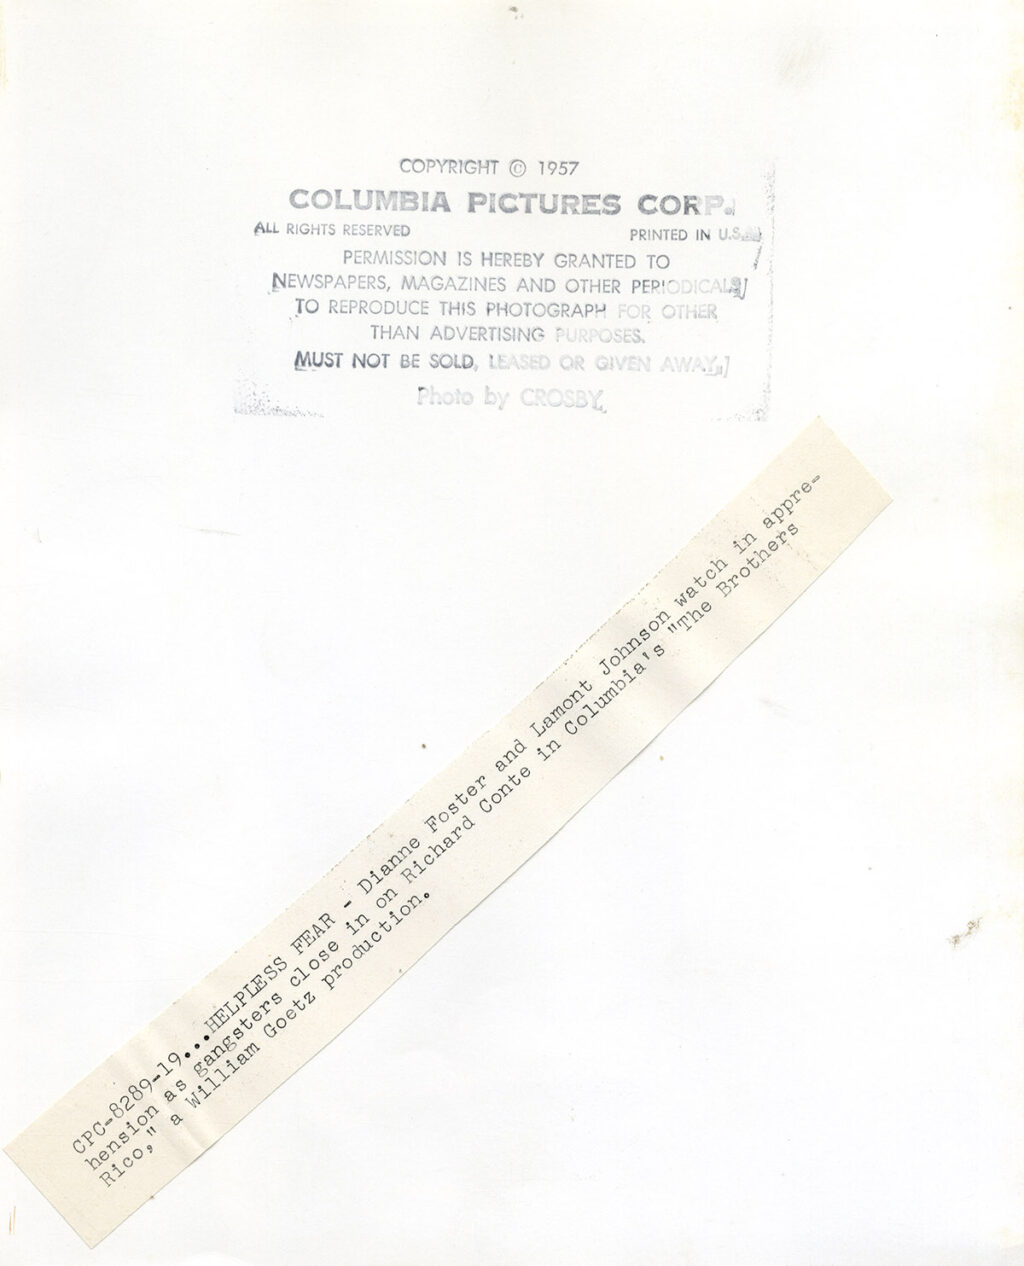 COPYRIGHT © 1957
COLUMBIA PICTURES CORP.
ALL RIGHTS RESERVED PRINTED IN U.S.
PERMISSION IS HEREBY GRANTED TO
NEWSPAPERS, MAGAZINES AND OTHER PERIODICALS
TO REPRODUCE THIS PHOTOGRAPH FOR OTHER
THAN ADVERTISING PURPOSES.
MUST NOT BE SOLD, LEASED OR GIVEN AWAY.
Photo by CROSBY.
CPC-8289-19...HELPLESS FEAR - Dianne Foster and Lamont Johnson watch in appre-
hension as gangsters close in on Richard Conte in Columbia's "The Brothers
Rico," a William Goetz production.